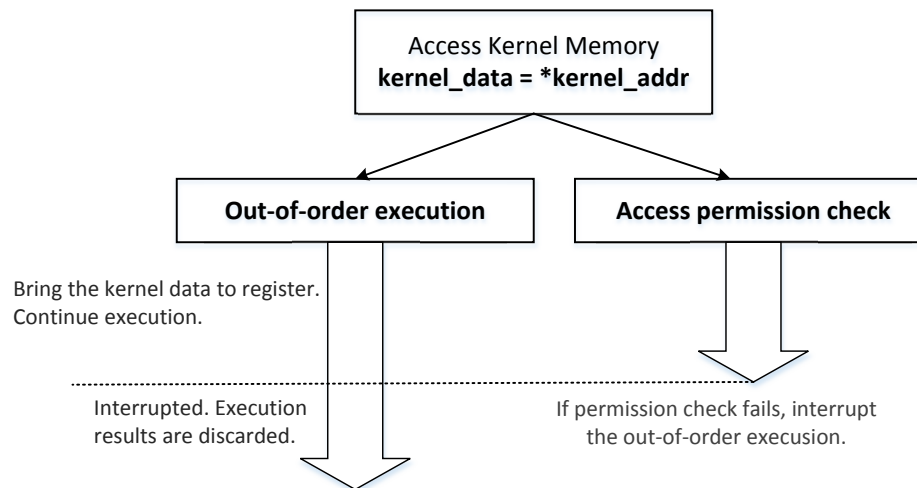 Access Kernel Memory
kernel_data = *kernel_addr
Out-of-order execution
Access permission check
Bring the kernel data to register.
Continue execution.
Interrupted. Execution
results are discarded.
If permission check fails, interrupt
the out-of-order execusion.